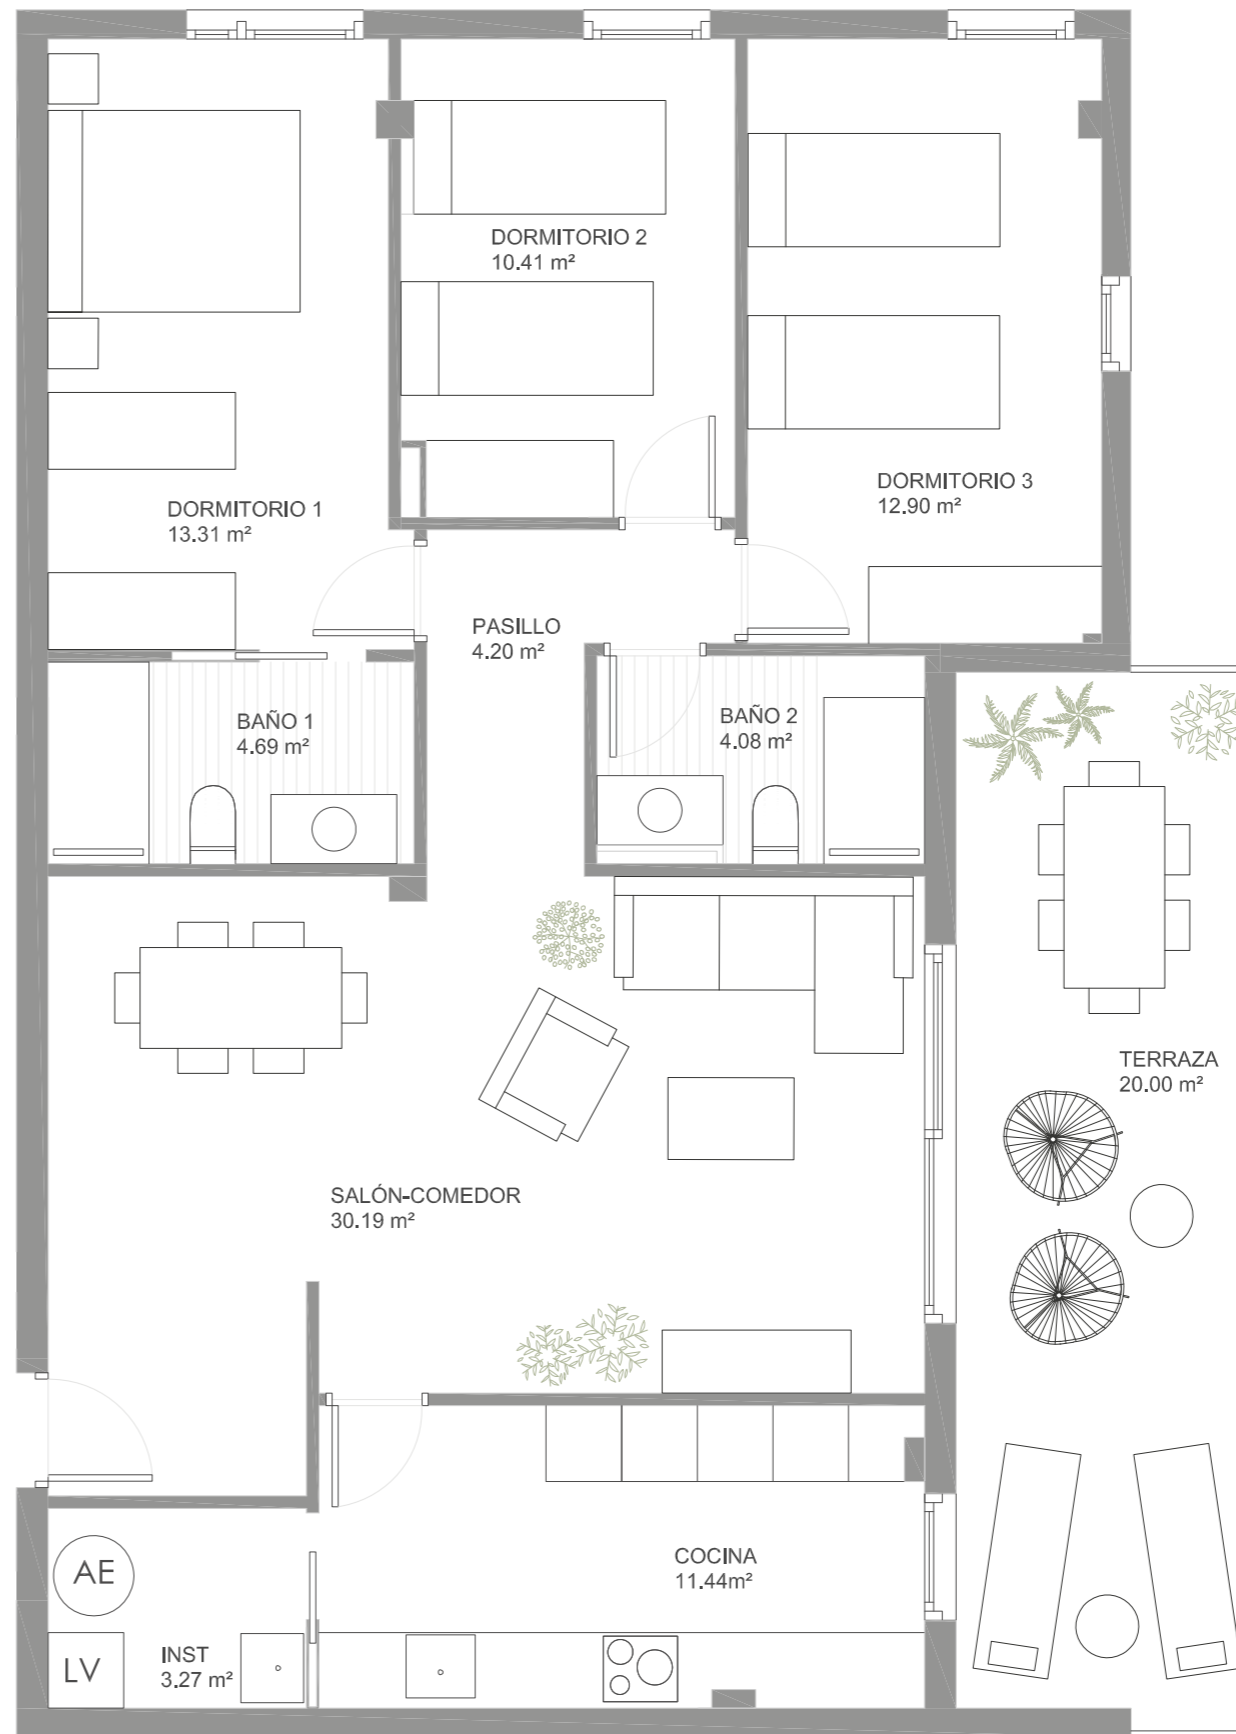 DORMITORIO 2
10.41 m²
DORMITORIO 3
12.90 m²
DORMITORIO 1
13.31 m²
PASILLO
4.20 m²
BAÑO 1
4.69 m²
BAÑO 2
4.08 m²
TERRAZA
20.00 m²
SALÓN-COMEDOR
30.19 m²
COCINA
11.44m²
AE
LV
INST
3.27 m²